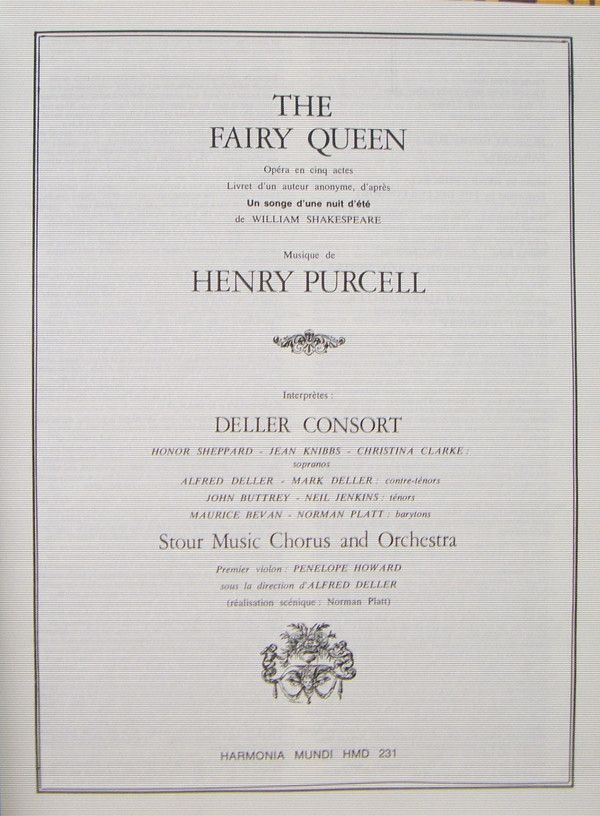 THE
FAIRY QUEEN
Opéra en cinq actes
Livret d'un auteur anonyme, d'après
Un songe d'une nuit d'été
de WILLIAM SHAKESPEARE
Musique de
HENRY PURCELL
Interprètes :
DELLER CONSORT
HONOR SHEPPARD - JEAN KNIBBS - CHRISTINA CLARKE :
sopranos
ALFRED DELLER - MARK DELLER : contre-ténors
JOHN BUTTREY - NEIL JENKINS : ténors
MAURICE BEVAN - NORMAN PLATT : barytons
Stour Music Chorus and Orchestra
Premier violon : PENELOPE HOWARD
sous la direction d'ALFRED DELLER
(réalisation scénique : Norman Platt)
HARMONIA MUNDI HMD 231